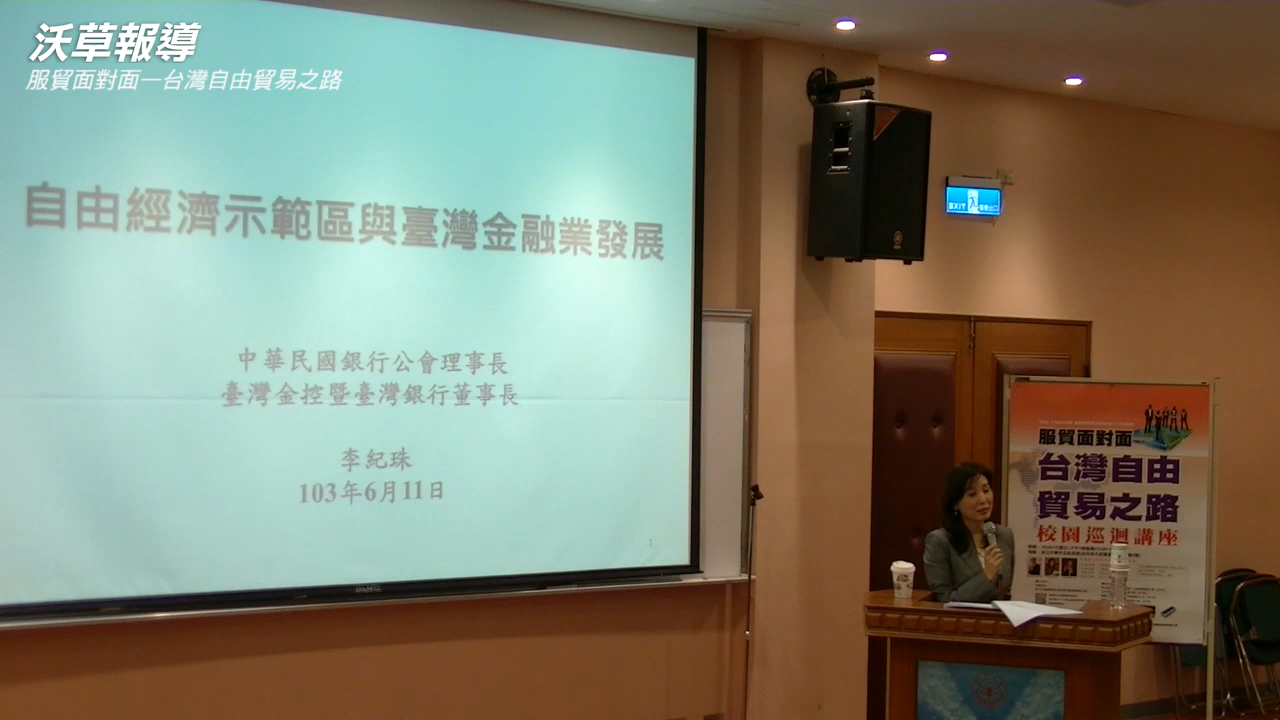 沃草報導
服貿面對面—台灣自由貿易之路
自由經濟示範區與臺灣金融業發展
中華民國銀行公會理事長
臺灣金控暨臺灣銀行董事長
李紀珠
103年6月11日
EXIT
服貿面對面
台灣自由
貿易之路
校園巡迴講座